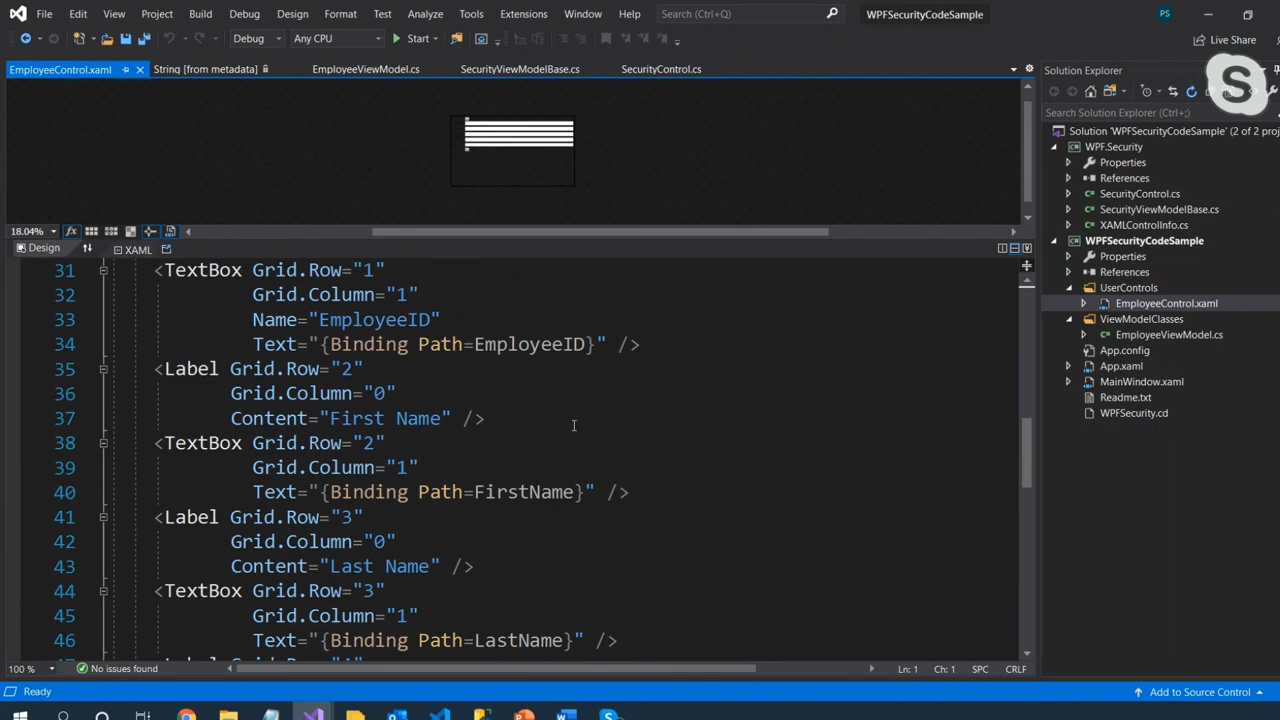 File Edit View Project Build Debug Design Format Test Analyze Tools Extensions Window Help Search (Ctrl+Q) WPFSecurityCodeSample PS
Debug Any CPU Start Live Share
EmployeeControl.xaml String [from metadata] EmployeeViewModel.cs SecurityViewModelBase.cs SecurityControl.cs
Solution Explorer
Search Solution Explorer (Ctrl+;)
Solution 'WPFSecurityCodeSample' (2 of 2 proj
WPF.Security
Properties
References
SecurityControl.cs
SecurityViewModelBase.cs
XAMLControlInfo.cs
WPFSecurityCodeSample
Properties
References
UserControls
EmployeeControl.xaml
ViewModelClasses
EmployeeViewModel.cs
App.config
App.xaml
MainWindow.xaml
Readme.txt
WPFSecurity.cd
18.04% fx
Design XAML
31 <TextBox Grid.Row="1"
32 Grid.Column="1"
33 Name="EmployeeID"
34 Text="{Binding Path=EmployeeID}" />
35 <Label Grid.Row="2"
36 Grid.Column="0"
37 Content="First Name" />
38 <TextBox Grid.Row="2"
39 Grid.Column="1"
40 Text="{Binding Path=FirstName}" />
41 <Label Grid.Row="3"
42 Grid.Column="0"
43 Content="Last Name" />
44 <TextBox Grid.Row="3"
45 Grid.Column="1"
46 Text="{Binding Path=LastName}" />
100 % No issues found Ln: 1 Ch: 1 SPC CRLF
Ready Add to Source Control